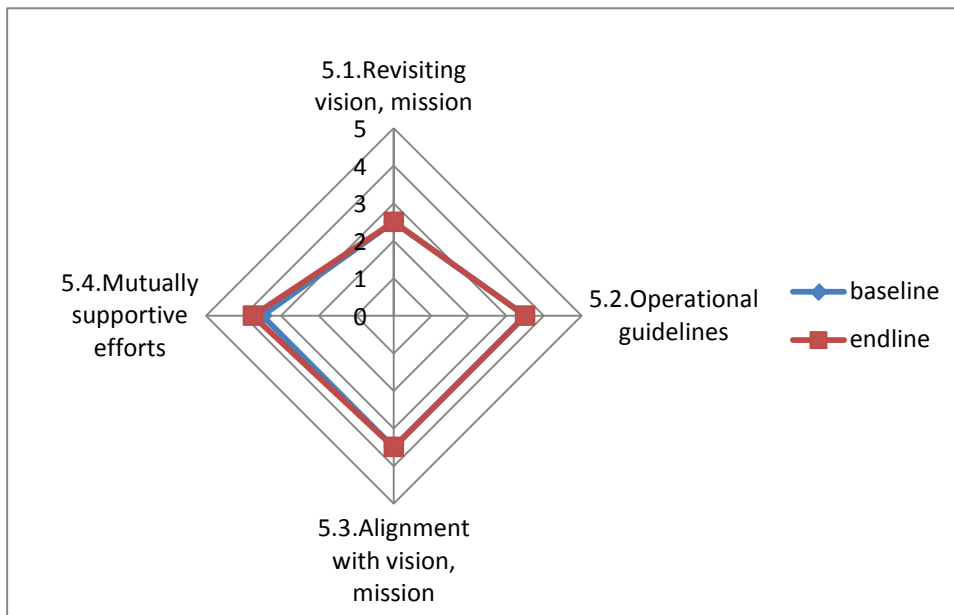 5.1.Revisiting
vision, mission
5
4
3
2
1
0
5.2.Operational
guidelines
5.3.Alignment
with vision,
mission
5.4.Mutually
supportive
efforts
baseline
endline